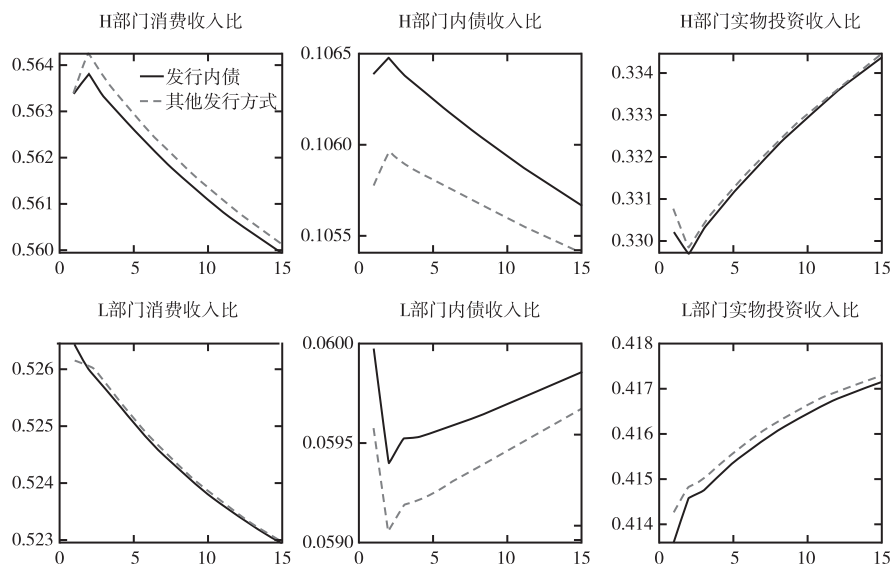 H部门消费收入比
H部门内债收入比
H部门实物投资收入比
0.564
0.563
0.562
0.561
0.560
发行内债
其他发行方式
0 5 10 15
0.1065
0.1060
0.1055
0 5 10 15
0.334
0.333
0.332
0.331
0.330
0 5 10 15
L部门消费收入比
L部门内债收入比
L部门实物投资收入比
0.526
0.525
0.524
0.523
0 5 10 15
0.0600
0.0595
0.0590
0 5 10 15
0.418
0.417
0.416
0.415
0.414
0 5 10 15